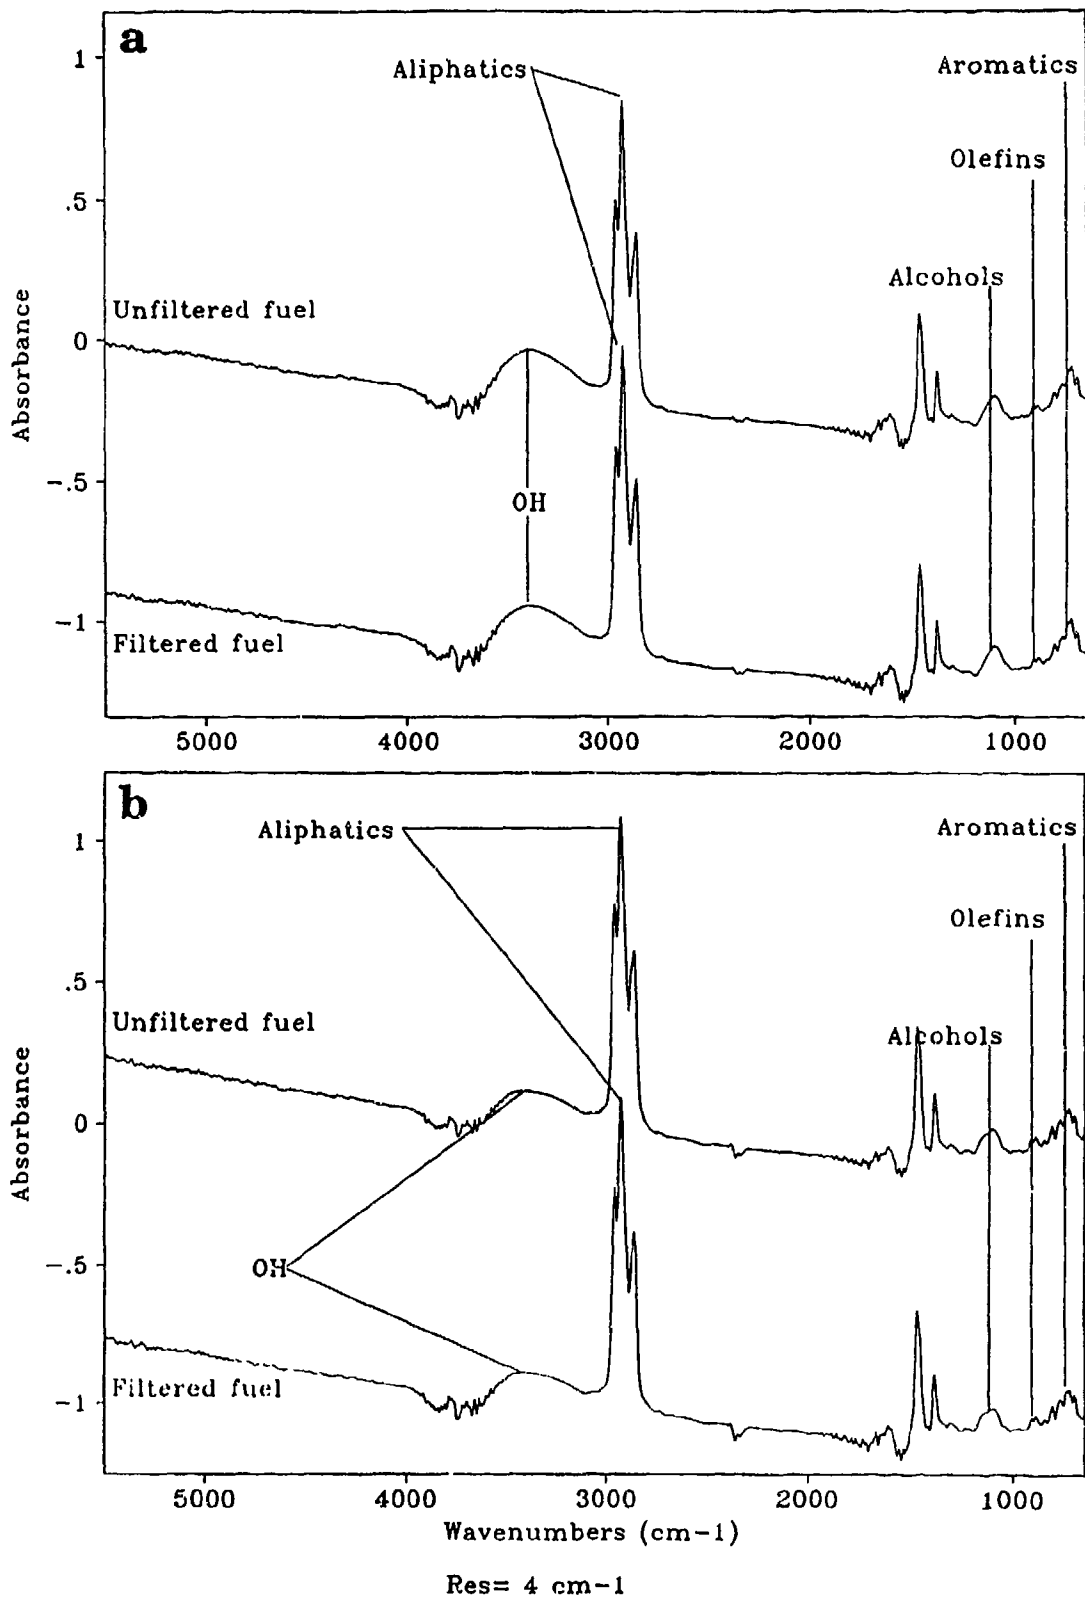 a
1
Aliphatics
Aromatics
Olefins
.5
Alcohols
Unfiltered fuel
0
Absorbance
-.5
OH
-1
Filtered fuel
5000 4000 3000 2000 1000
b
1
Aliphatics
Aromatics
Olefins
.5
Unfiltered fuel
Alcohols
0
Absorbance
-.5
OH
Filtered fuel
-1
5000 4000 3000 2000 1000
Wavenumbers (cm-1)
Res= 4 cm-1